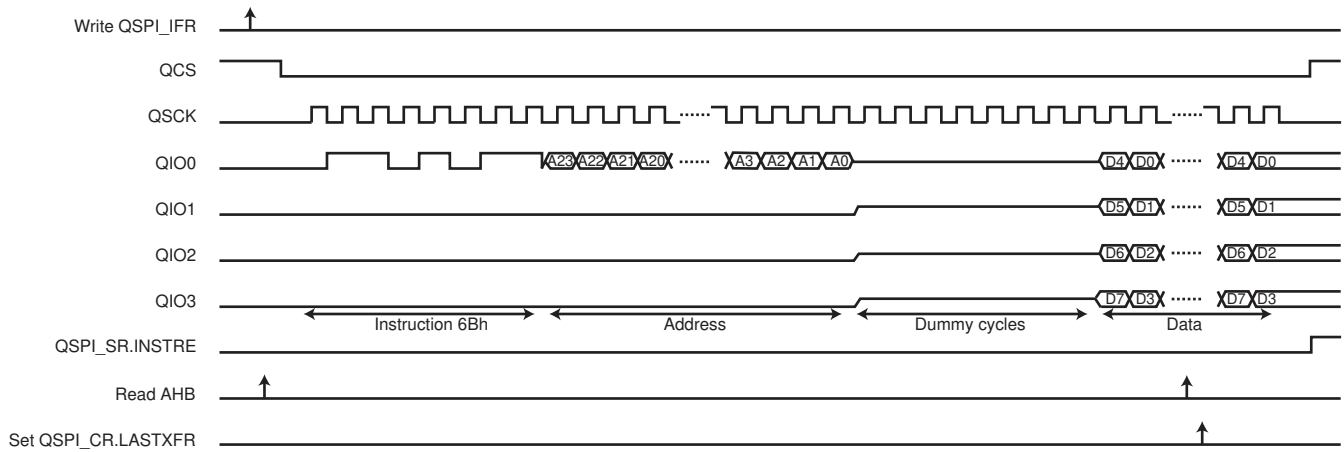 Write QSPI_IFR
QCS
QSCK
QIO0 A23 A22 A21 A20 ...... A3 A2 A1 A0 D4 D0 ...... D4 D0
QIO1 D5 D1 ...... D5 D1
QIO2 D6 D2 ...... D6 D2
QIO3 D7 D3 ...... D7 D3
Instruction 6Bh Address Dummy cycles Data
QSPI_SR.INSTRE
Read AHB
Set QSPI_CR.LASTXFR